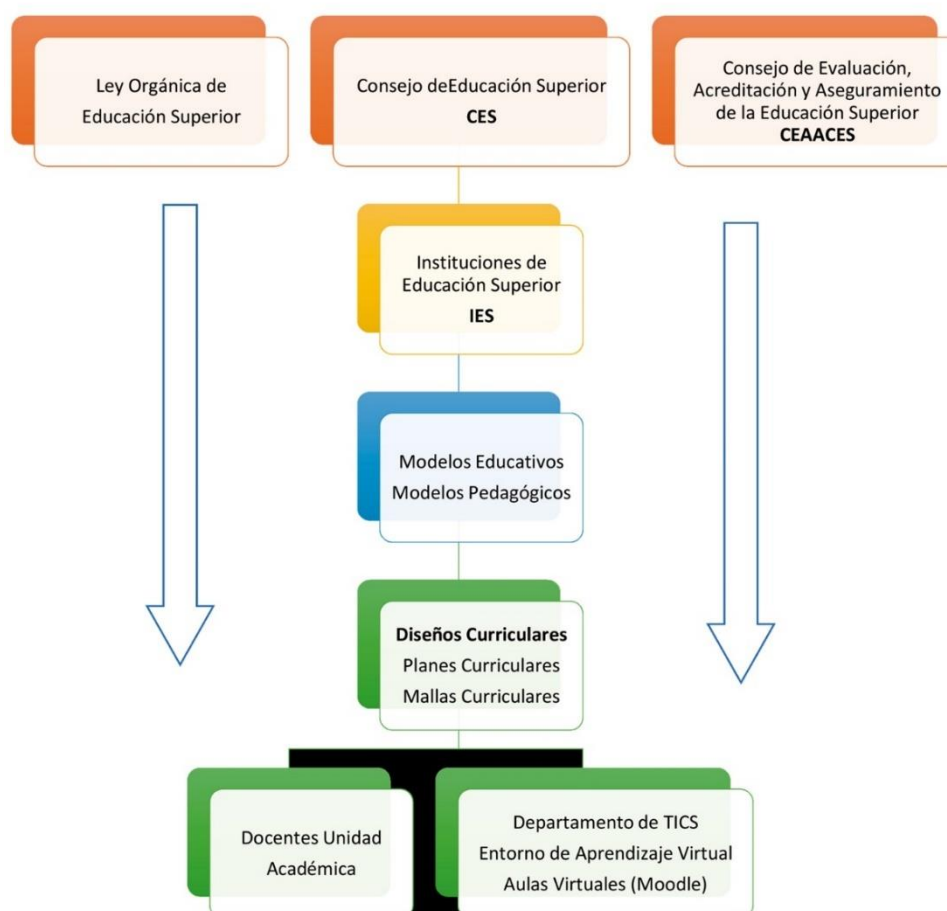 Ley Orgánica de
Educación Superior
Consejo deEducación Superior
CES
Consejo de Evaluación,
Acreditación y Aseguramiento
de la Educación Superior
CEAACES
Instituciones de
Educación Superior
IES
Modelos Educativos
Modelos Pedagógicos
Diseños Curriculares
Planes Curriculares
Mallas Curriculares
Docentes Unidad
Académica
Departamento de TICS
Entorno de Aprendizaje Virtual
Aulas Virtuales (Moodle)